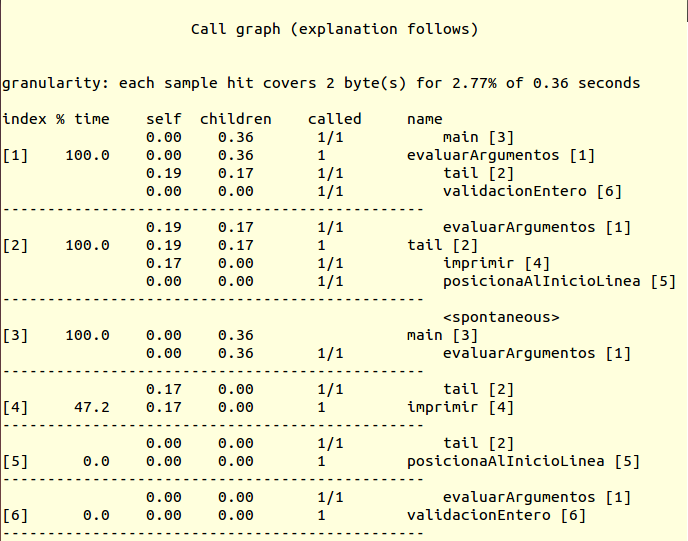 Call graph (explanation follows)
granularity: each sample hit covers 2 byte(s) for 2.77% of 0.36 seconds
index % time    self  children    called     name
                0.00    0.36       1/1           main [3]
[1]    100.0    0.00    0.36       1         evaluarArgumentos [1]
                0.19    0.17       1/1           tail [2]
                0.00    0.00       1/1           validacionEntero [6]
-----------------------------------------------
                0.19    0.17       1/1           evaluarArgumentos [1]
[2]    100.0    0.19    0.17       1         tail [2]
                0.17    0.00       1/1           imprimir [4]
                0.00    0.00       1/1           posicionaAlInicioLinea [5]
-----------------------------------------------
                                                 <spontaneous>
[3]    100.0    0.00    0.36                 main [3]
                0.00    0.36       1/1           evaluarArgumentos [1]
-----------------------------------------------
                0.17    0.00       1/1           tail [2]
[4]     47.2    0.17    0.00       1         imprimir [4]
-----------------------------------------------
                0.00    0.00       1/1           tail [2]
[5]      0.0    0.00    0.00       1         posicionaAlInicioLinea [5]
-----------------------------------------------
                0.00    0.00       1/1           evaluarArgumentos [1]
[6]      0.0    0.00    0.00       1         validacionEntero [6]
-----------------------------------------------